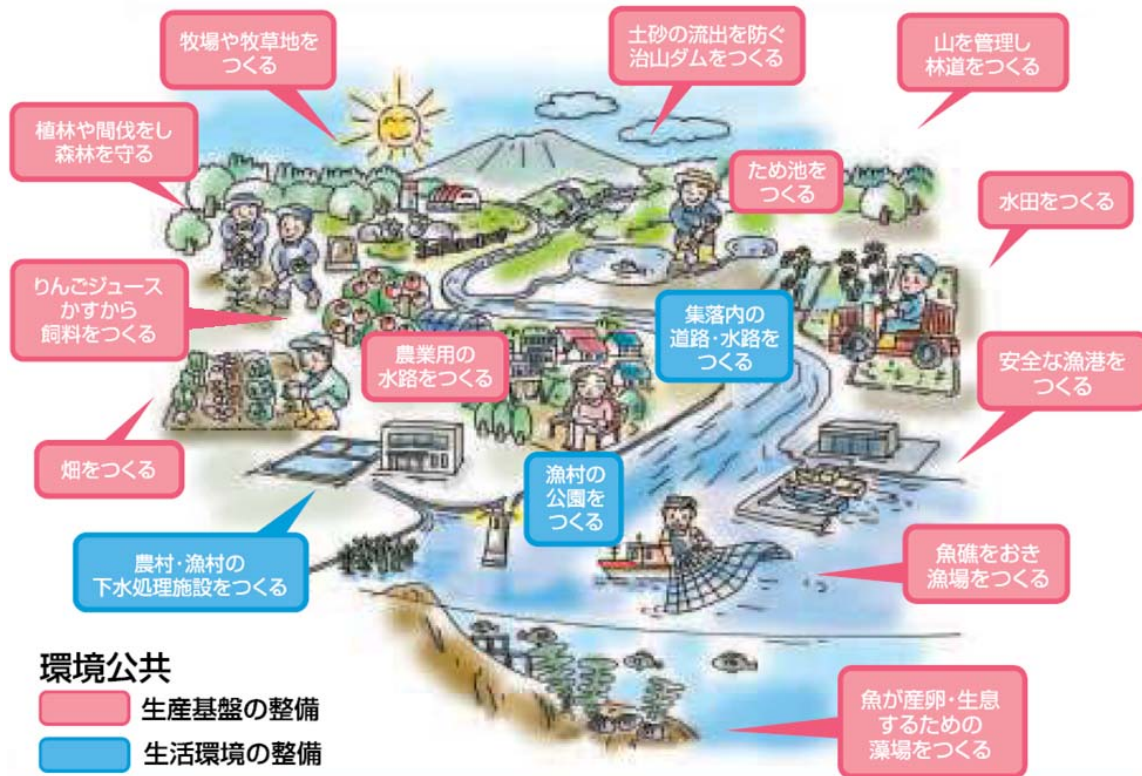 牧場や牧草地を
つくる
土砂の流出を防ぐ
治山ダムをつくる
山を管理し
林道をつくる
植林や間伐をし
森林を守る
ため池を
つくる
水田をつくる
りんごジュース
かすから
飼料をつくる
農業用の
水路をつくる
集落内の
道路・水路を
つくる
安全な漁港を
つくる
畑をつくる
漁村の
公園を
つくる
農村・漁村の
下水処理施設をつくる
魚礁をおき
漁場をつくる
環境公共
生産基盤の整備
生活環境の整備
魚が産卵・生息
するための
藻場をつくる